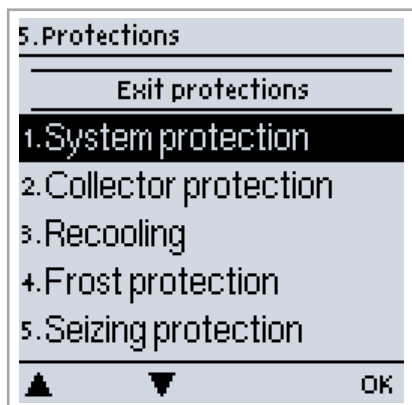 5.Protections
Exit protections
1.System protection
2.Collector protection
3.Recooling
4.Frost protection
5.Seizing protection
▲ ▼ OK